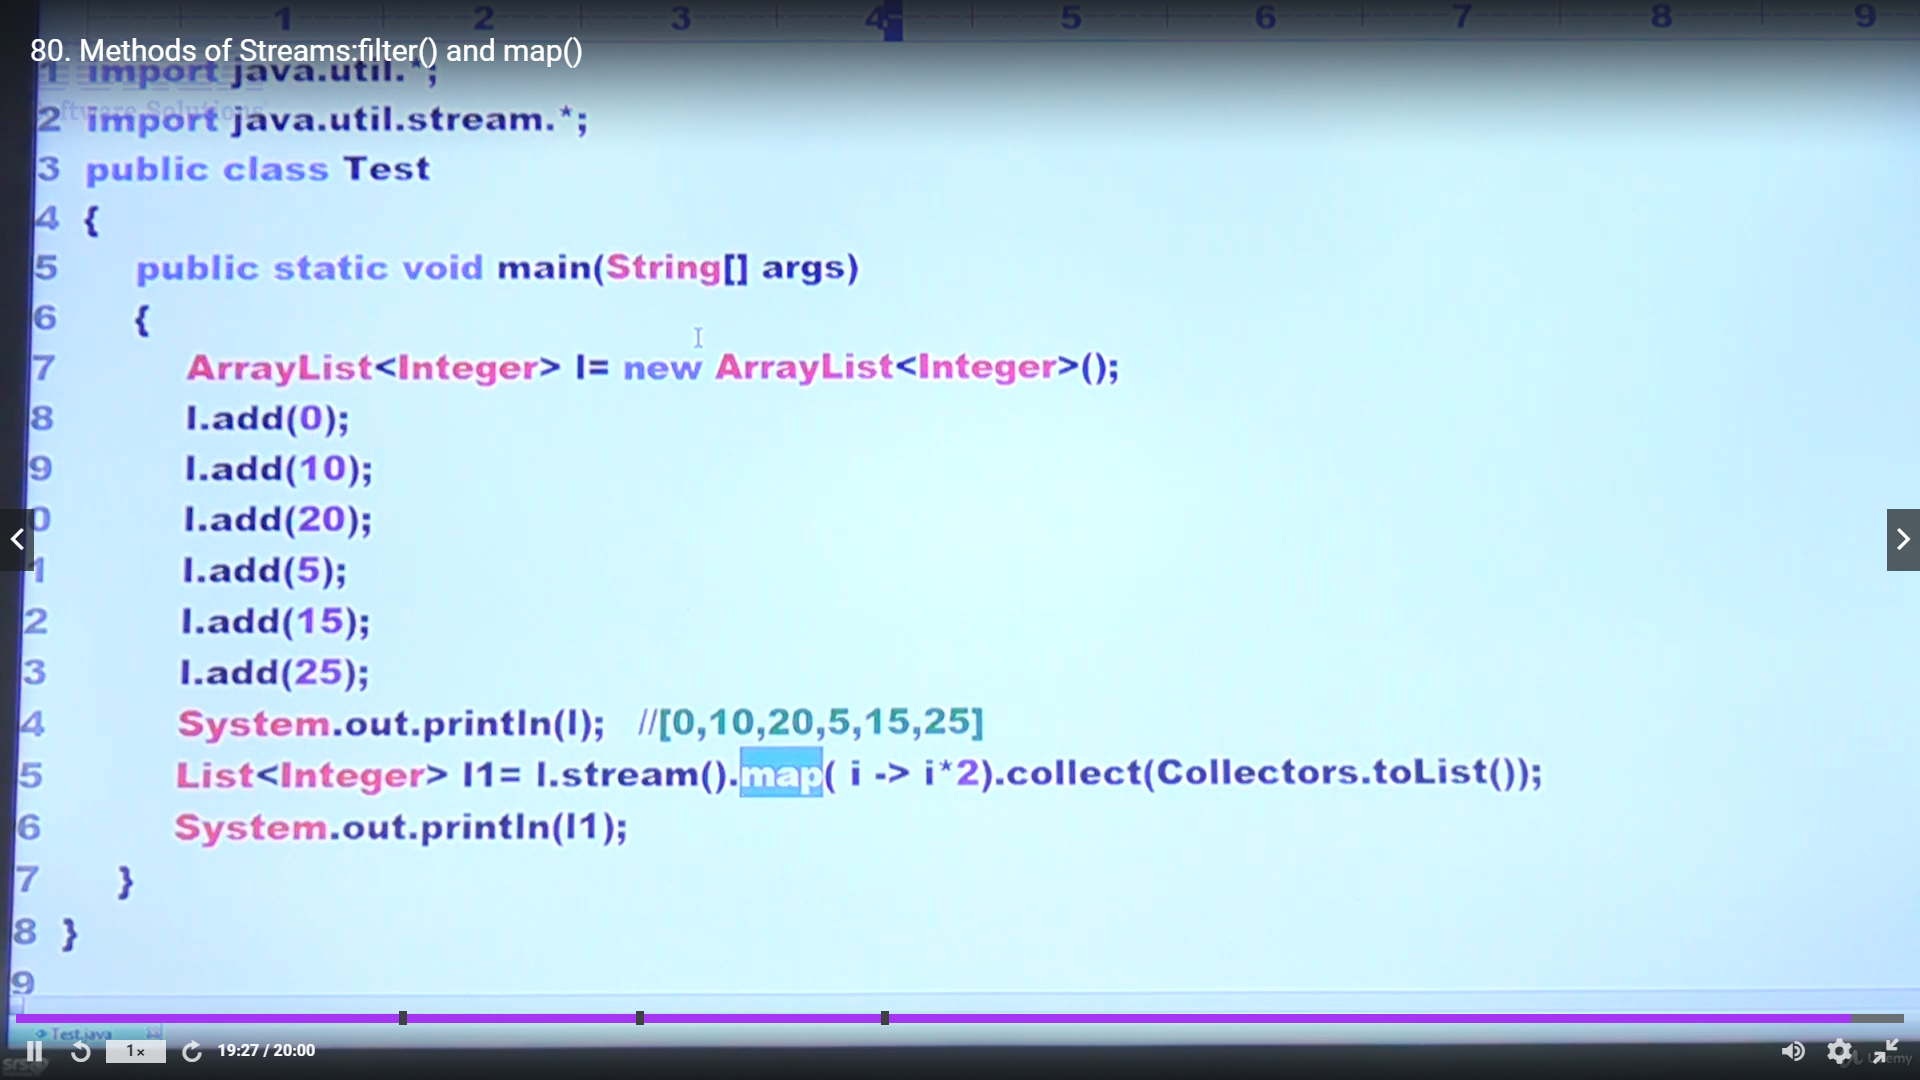 1 2 3 4 5 6 7 8 9
80. Methods of Streams:filter() and map()
1 import java.util.*;
ftware Solutions
2 import java.util.stream.*;
3 public class Test
4 {
5 public static void main(String[] args)
6 {
7 ArrayList<Integer> l= new ArrayList<Integer>();
8 l.add(0);
9 l.add(10);
0 l.add(20);
1 l.add(5);
2 l.add(15);
3 l.add(25);
4 System.out.println(l); //[0,10,20,5,15,25]
5 List<Integer> l1= l.stream().map( i -> i*2).collect(Collectors.toList());
6 System.out.println(l1);
7 }
8 }
9
Test.java
1× 19:27 / 20:00